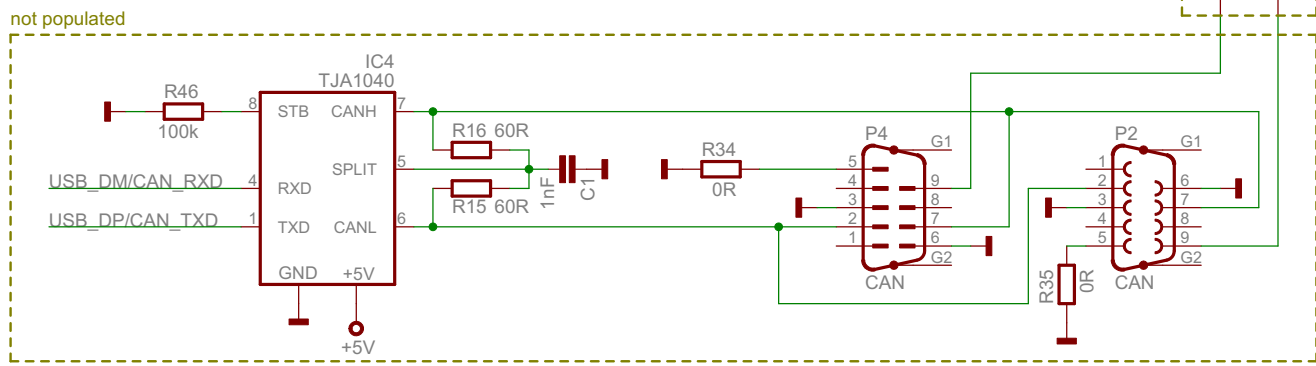 not populated
IC4
TJA1040
R46
100k
8
STB
CANH
7
R16 60R
SPLIT
5
R15 60R
1nF
C1
USB_DM/CAN_RXD
4
RXD
USB_DP/CAN_TXD
1
TXD
CANL
6
GND
+5V
+5V
R34
0R
P4
G1
5
4
9
3
8
2
7
1
6
G2
CAN
P2
G1
1
2
6
3
7
4
8
5
9
G2
CAN
R35
0R